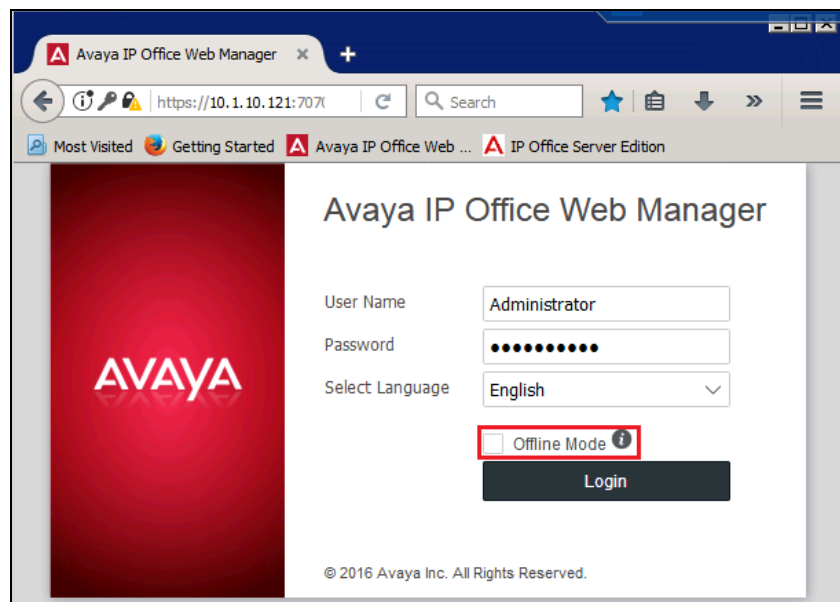 Avaya IP Office Web Manager
https://10.1.10.121:707
Search
Most Visited Getting Started Avaya IP Office Web ... IP Office Server Edition
Avaya IP Office Web Manager
User Name Administrator
Password ●●●●●●●●●●
AVAYA
Select Language English
Offline Mode
Login
© 2016 Avaya Inc. All Rights Reserved.